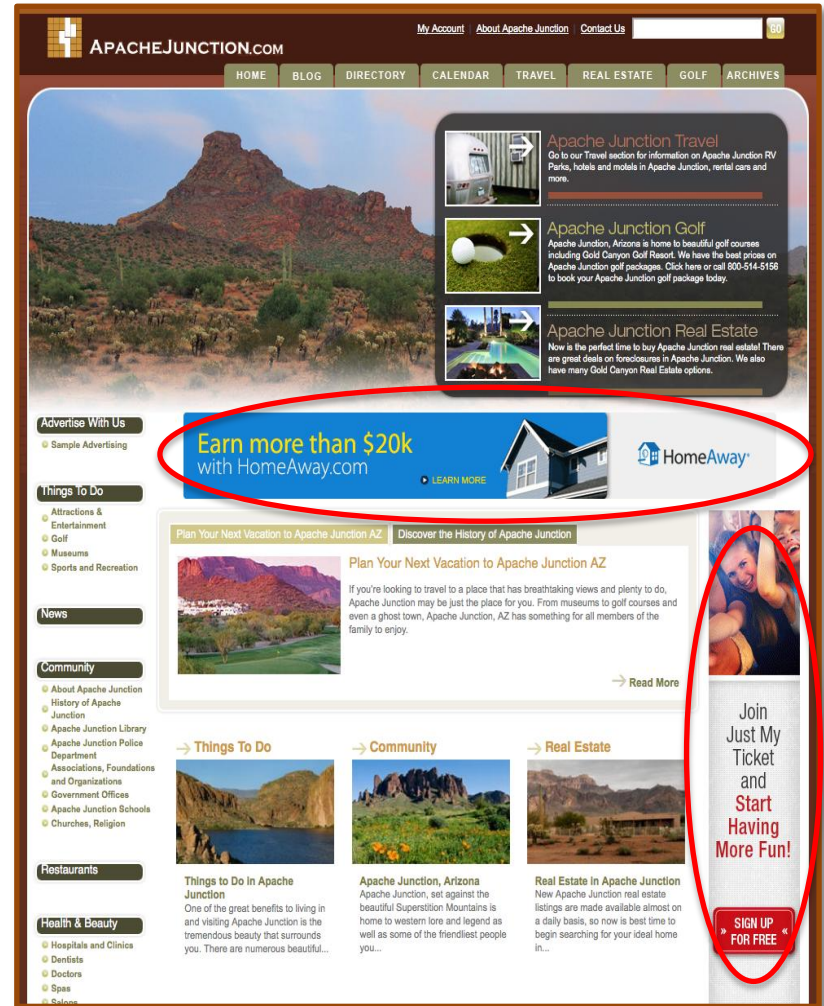 My Account | About Apache Junction | Contact Us
GO
APACHEJUNCTION.COM
HOME BLOG DIRECTORY CALENDAR TRAVEL REAL ESTATE GOLF ARCHIVES
Apache Junction Travel
Go to our Travel section for information on Apache Junction RV
Parks, hotels and motels in Apache Junction, rental cars and
more.
Apache Junction Golf
Apache Junction, Arizona is home to beautiful golf courses
including Gold Canyon Golf Resort. We have the best prices on
Apache Junction golf packages. Click here or call 800-514-5156
to book your Apache Junction golf package today.
Apache Junction Real Estate
Now is the perfect time to buy Apache Junction real estate! There
are great deals on foreclosures in Apache Junction. We also
have many Gold Canyon Real Estate options.
Advertise With Us
Sample Advertising
Things To Do
Attractions &
Entertainment
Golf
Museums
Sports and Recreation
News
Community
About Apache Junction
History of Apache
Junction
Apache Junction Library
Apache Junction Police
Department
Associations, Foundations
and Organizations
Government Offices
Apache Junction Schools
Churches, Religion
Restaurants
Health & Beauty
Hospitals and Clinics
Dentists
Doctors
Spas
Salons
Earn more than $20k
with HomeAway.com
LEARN MORE
HomeAway
Plan Your Next Vacation to Apache Junction AZ
Discover the History of Apache Junction
Plan Your Next Vacation to Apache Junction AZ
If you're looking to travel to a place that has breathtaking views and plenty to do,
Apache Junction may be just the place for you. From museums to golf courses and
even a ghost town, Apache Junction, AZ has something for all members of the
family to enjoy.
Read More
Things To Do
Things to Do in Apache
Junction
One of the great benefits to living in
and visiting Apache Junction is the
tremendous beauty that surrounds
you. There are numerous beautiful...
Community
Apache Junction, Arizona
Apache Junction, set against the
beautiful Superstition Mountains is
home to western lore and legend as
well as some of the friendliest people
you...
Real Estate
Real Estate in Apache Junction
New Apache Junction real estate
listings are made available almost on
a daily basis, so now is best time to
begin searching for your ideal home
in...
Join
Just My
Ticket
and
Start
Having
More Fun!
» SIGN UP «
FOR FREE